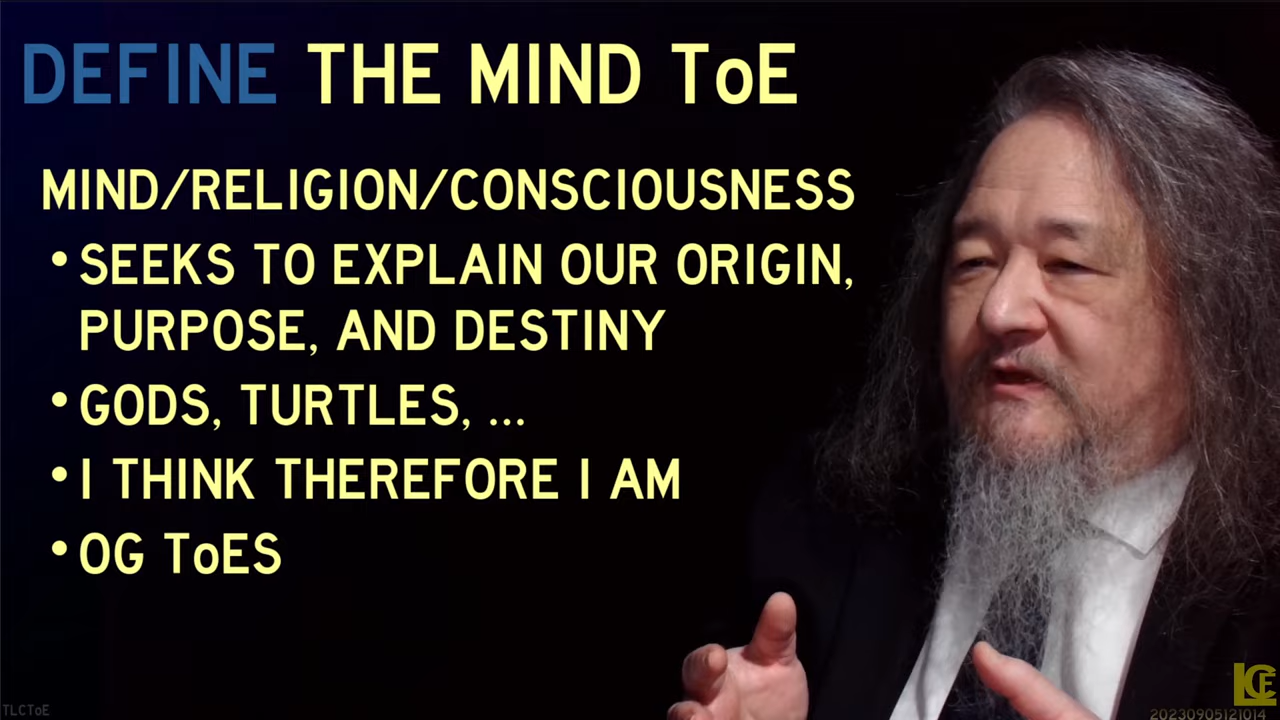 DEFINE THE MIND ToE
MIND/RELIGION/CONSCIOUSNESS
• SEEKS TO EXPLAIN OUR ORIGIN,
PURPOSE, AND DESTINY
• GODS, TURTLES, ...
• I THINK THEREFORE I AM
• OG ToES
TLCToE
LCE
20230905121014